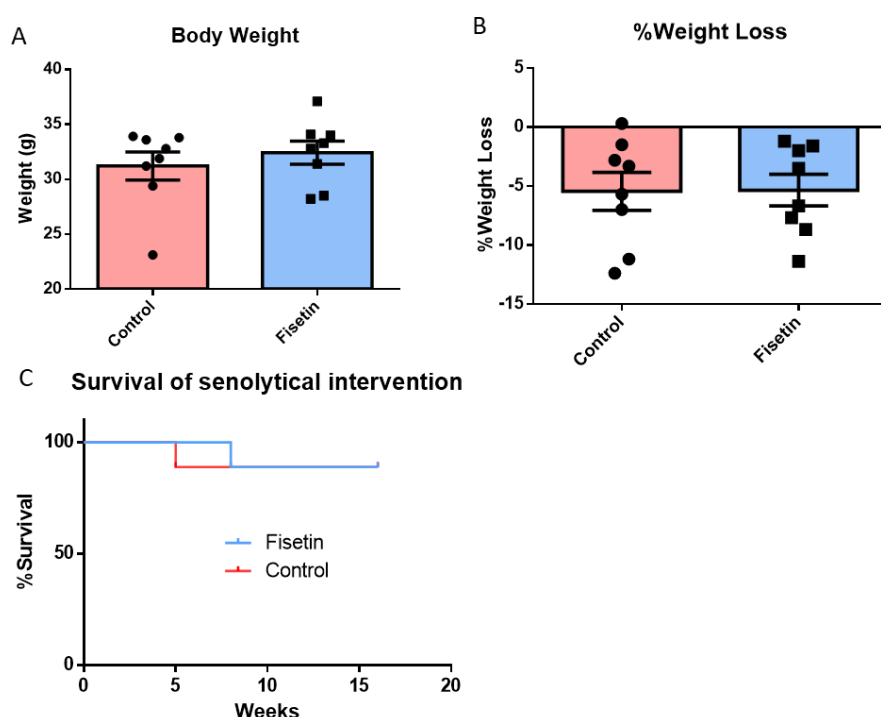 A
Body Weight
40
35
30
25
20
Weight (g)
Control
Fisetin
B
%Weight Loss
5
0
-5
-10
-15
%Weight Loss
Control
Fisetin
C
Survival of senolytical intervention
100
50
0
%Survival
Fisetin
Control
0
5
10
15
20
Weeks